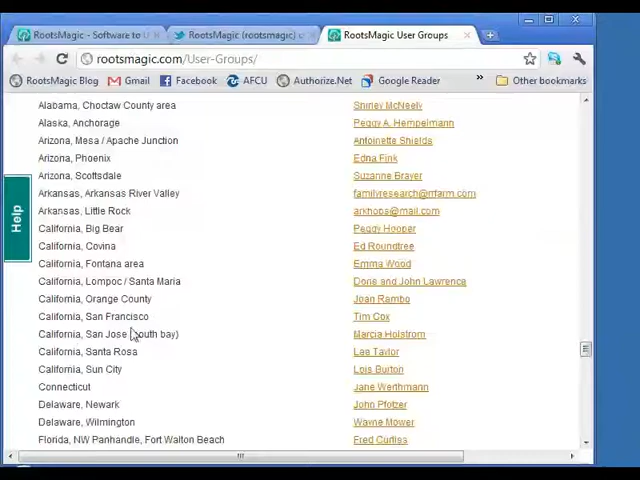 RootsMagic - Software to U
RootsMagic (rootsmagic) o
RootsMagic User Groups
rootsmagic.com/User-Groups/
RootsMagic Blog Gmail Facebook AFCU Authorize.Net Google Reader » Other bookmarks
Alabama, Choctaw County area Shirley McNeely
Alaska, Anchorage Peggy A. Hempelmann
Arizona, Mesa / Apache Junction Antoinette Shields
Arizona, Phoenix Edna Fink
Arizona, Scottsdale Suzanne Brayer
Arkansas, Arkansas River Valley familyresearch@rrfarm.com
Arkansas, Little Rock arkhops@mail.com
California, Big Bear Peggy Hooper
California, Covina Ed Roundtree
California, Fontana area Emma Wood
California, Lompoc / Santa Maria Dorie and John Lawrence
California, Orange County Joan Rambo
California, San Francisco Tim Cox
California, San Jose (south bay) Marcia Holstrom
California, Santa Rosa Lee Taylor
California, Sun City Lois Burton
Connecticut Jane Werthmann
Delaware, Newark John Pfotzer
Delaware, Wilmington Wayne Mower
Florida, NW Panhandle, Fort Walton Beach Fred Curtiss
Help